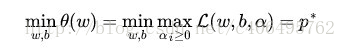 min_{w,b} θ(w) = min_{w,b} max_{α_i≥0} ℒ(w, b, α) = p*